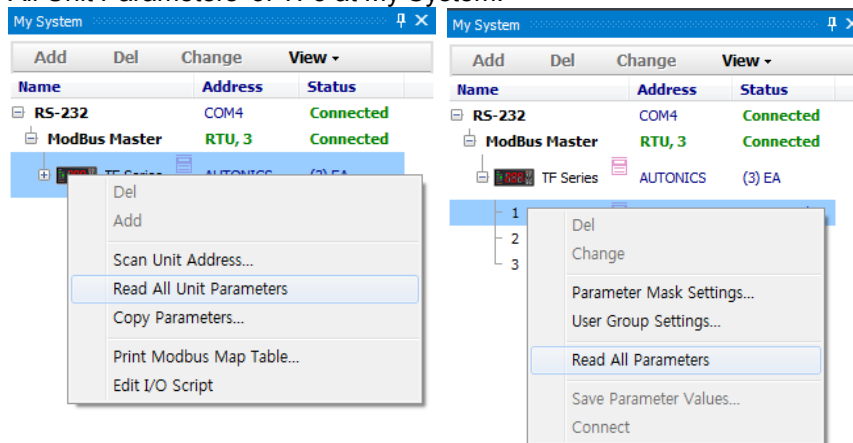 All Unit Parameters' of at My System.
My System
Add Del Change View
Name Address Status
RS-232 COM4 Connected
ModBus Master RTU, 3 Connected
TF Series AUTONICS (3) EA
Del
Add
Scan Unit Address...
Read All Unit Parameters
Copy Parameters...
Print Modbus Map Table...
Edit I/O Script
My System
Add Del Change View
Name Address Status
RS-232 COM4 Connected
ModBus Master RTU, 3 Connected
TF Series AUTONICS (3) EA
1
2
3
Del
Change
Parameter Mask Settings...
User Group Settings...
Read All Parameters
Save Parameter Values...
Connect